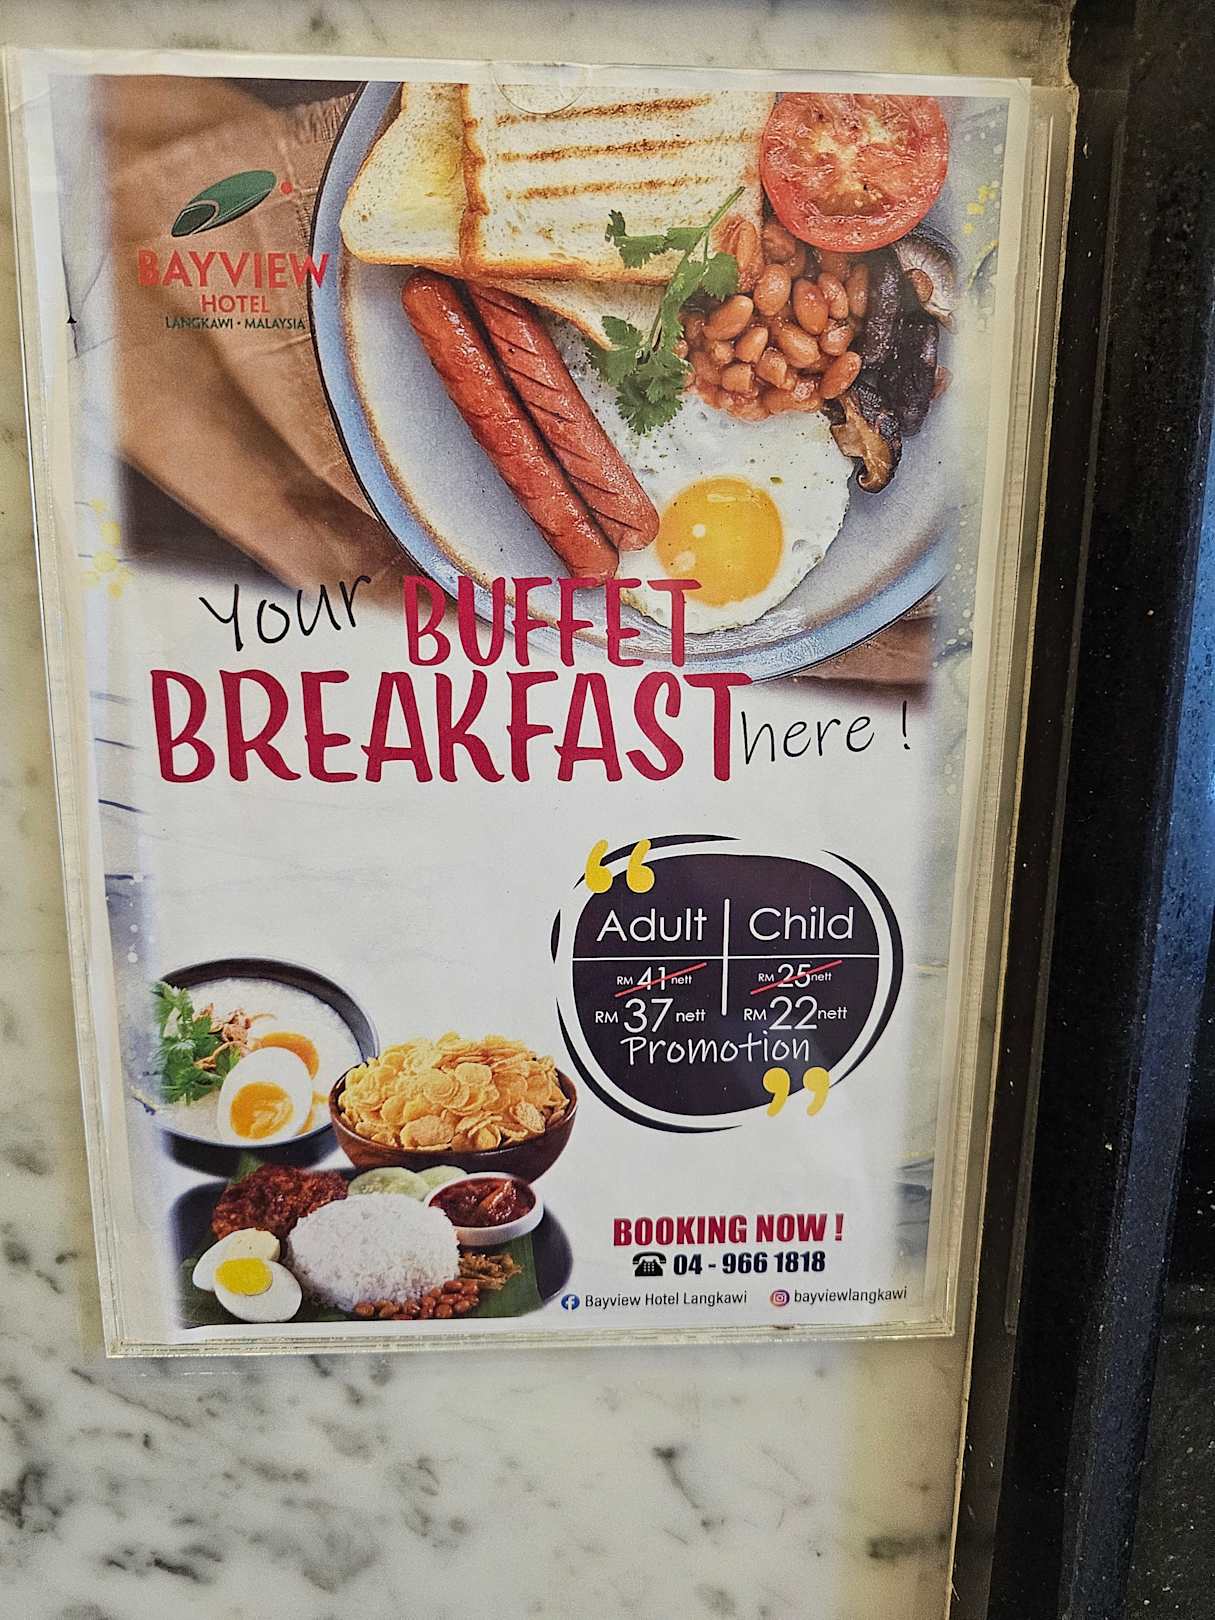 BAYVIEW
HOTEL
LANGKAWI • MALAYSIA
Your BUFFET
BREAKFAST here !
“
Adult | Child
RM 41 nett RM 25 nett
RM 37 nett RM 22 nett
Promotion
”
BOOKING NOW !
☎ 04 - 966 1818
Bayview Hotel Langkawi bayviewlangkawi